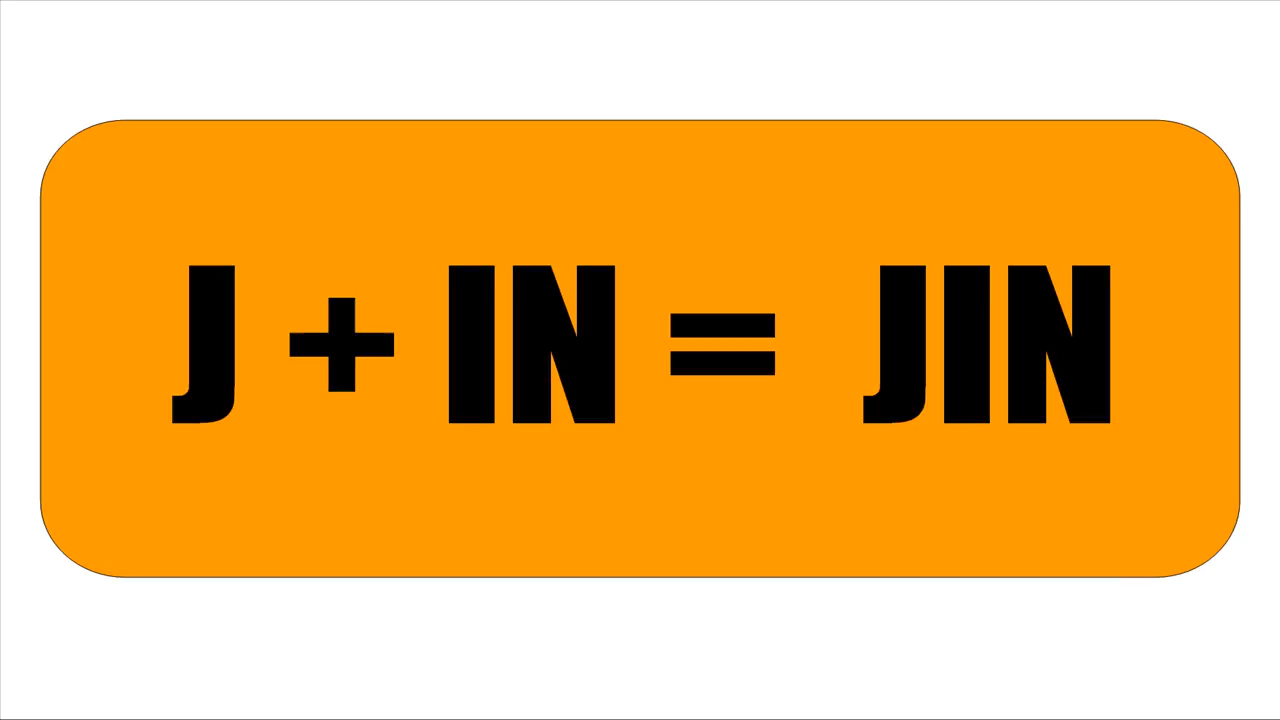 J + IN = JIN